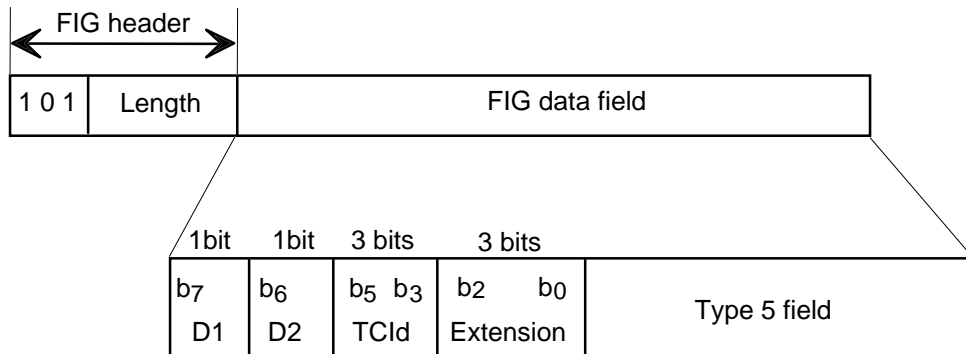 FIG header
1 0 1 Length FIG data field
1bit 1bit 3 bits 3 bits
b7 b6 b5 b3 b2 b0
D1 D2 TCId Extension Type 5 field